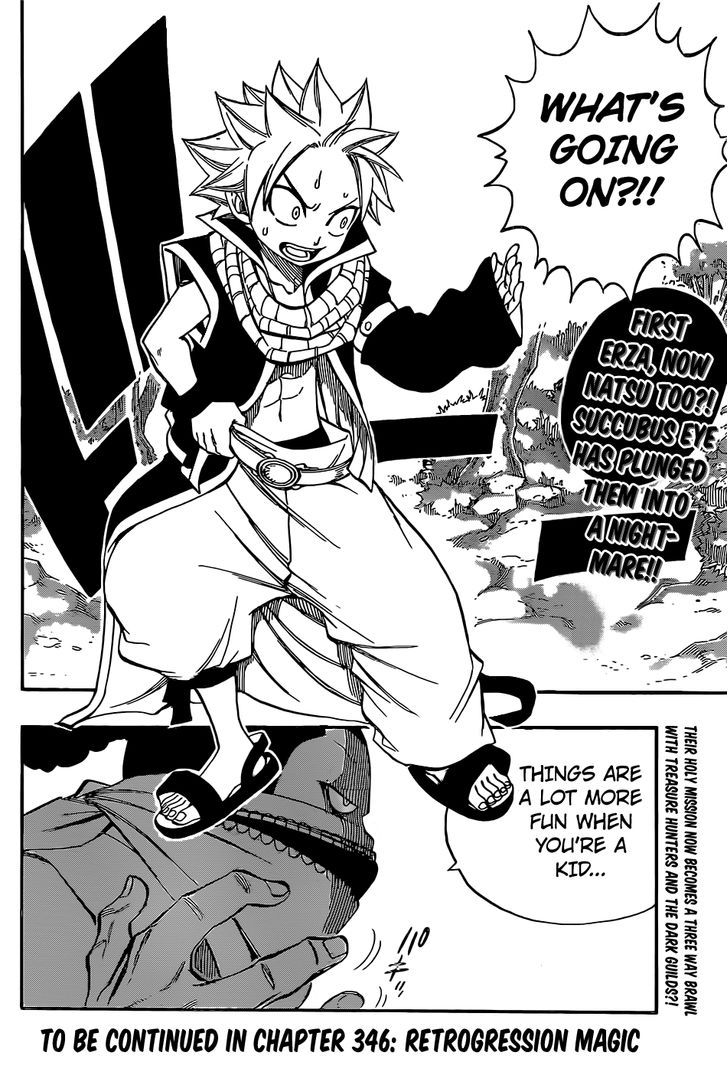 WHAT'S
GOING
ON?!!
FIRST
ERZA, NOW
NATSU TOO?!
SUCCUBUS EYE
HAS PLUNGED
THEM INTO
A NIGHT-
MARE!!
THINGS ARE
A LOT MORE
FUN WHEN
YOU'RE A
KID...
THEIR HOLY MISSION NOW BECOMES A THREE WAY BRAWL
WITH TREASURE HUNTERS AND THE DARK GUILDS?!
TO BE CONTINUED IN CHAPTER 346: RETROGRESSION MAGIC